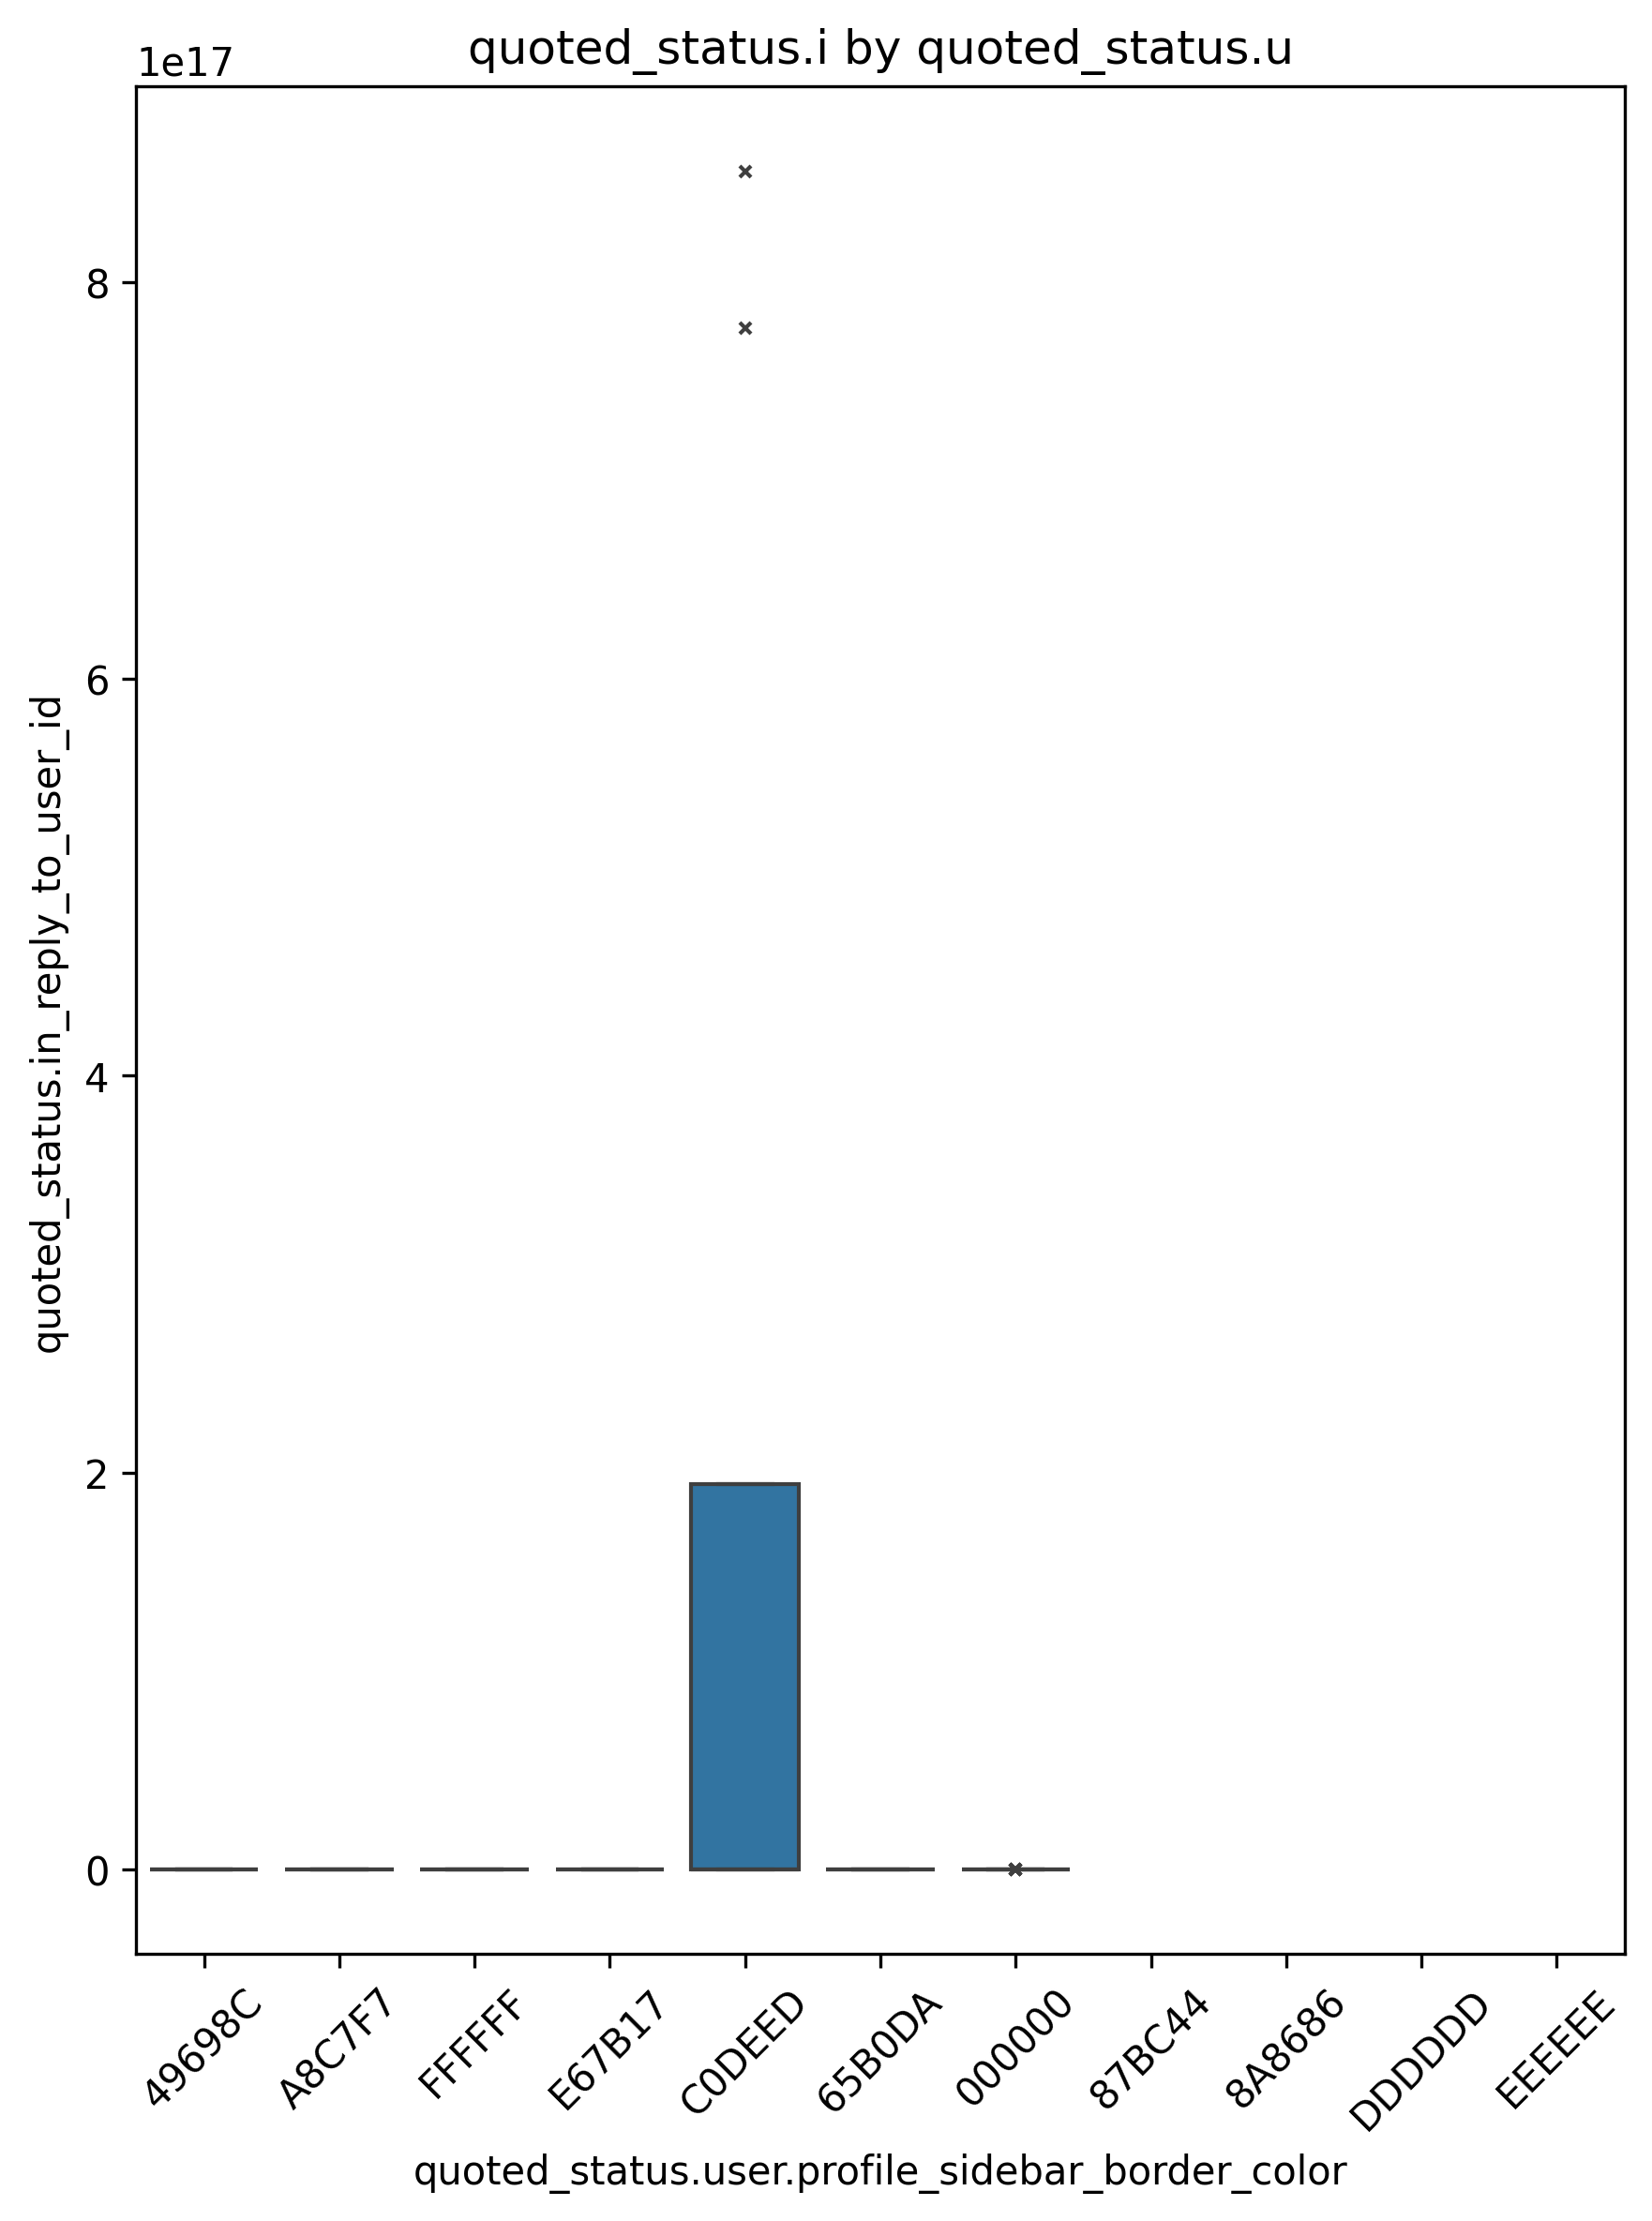 quoted_status.i by quoted_status.u
1e17
8
6
4
2
0
quoted_status.in_reply_to_user_id
49698C
A8C7F7
FFFFFF
E67B17
C0DEED
65B0DA
000000
87BC44
8A8686
DDDDDD
EEEEEE
quoted_status.user.profile_sidebar_border_color